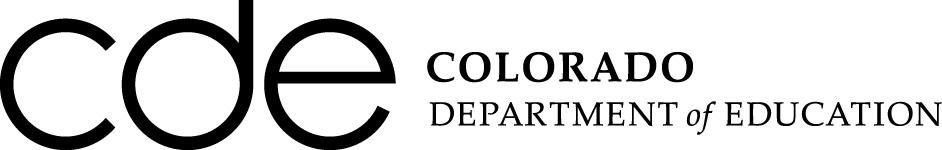 cde
COLORADO
DEPARTMENT of EDUCATION